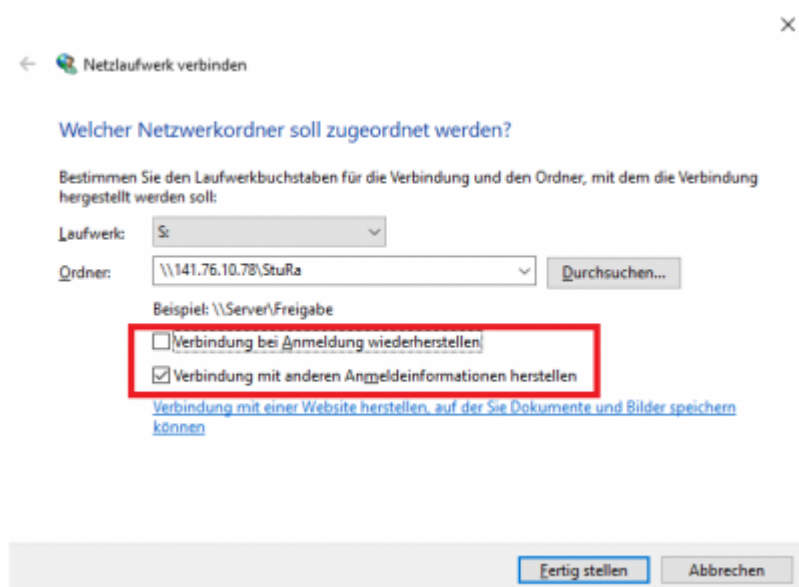 Netzlaufwerk verbinden
Welcher Netzwerkordner soll zugeordnet werden?
Bestimmen Sie den Laufwerkbuchstaben für die Verbindung und den Ordner, mit dem die Verbindung
hergestellt werden soll:
Laufwerk: S:
Ordner: \\141.76.10.78\StuRa Durchsuchen...
Beispiel: \\Server\Freigabe
Verbindung bei Anmeldung wiederherstellen
Verbindung mit anderen Anmeldeinformationen herstellen
Verbindung mit einer Website herstellen, auf der Sie Dokumente und Bilder speichern
können
Fertig stellen Abbrechen